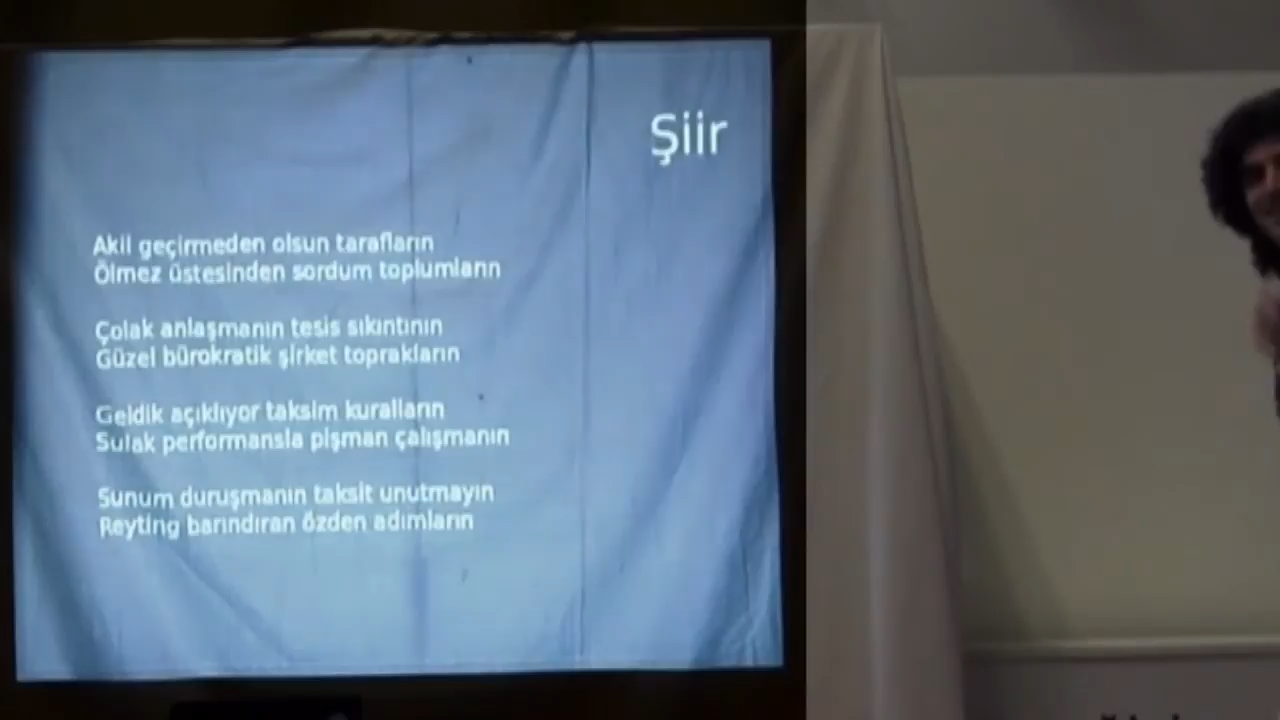 Şiir
Akil geçirmeden olsun tarafların
Ölmez üstesinden sordum toplumların
Çolak anlaşmanın tesis sıkıntının
Güzel bürokratik şirket toprakların
Geldik açıklıyor taksim kuralların
Sulak performansla pişman çalışmanın
Sunum duruşmanın taksit unutmayın
Reyting barındıran özden adımların